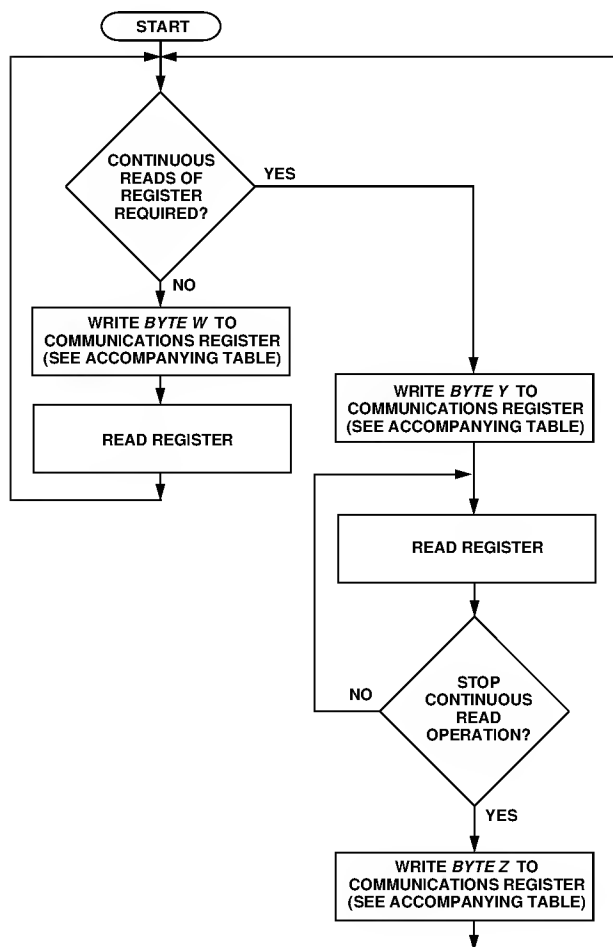 START
CONTINUOUS
READS OF
REGISTER
REQUIRED?
YES
NO
WRITE BYTE W TO
COMMUNICATIONS REGISTER
(SEE ACCOMPANYING TABLE)
READ REGISTER
WRITE BYTE Y TO
COMMUNICATIONS REGISTER
(SEE ACCOMPANYING TABLE)
READ REGISTER
STOP
CONTINUOUS
READ
OPERATION?
NO
YES
WRITE BYTE Z TO
COMMUNICATIONS REGISTER
(SEE ACCOMPANYING TABLE)